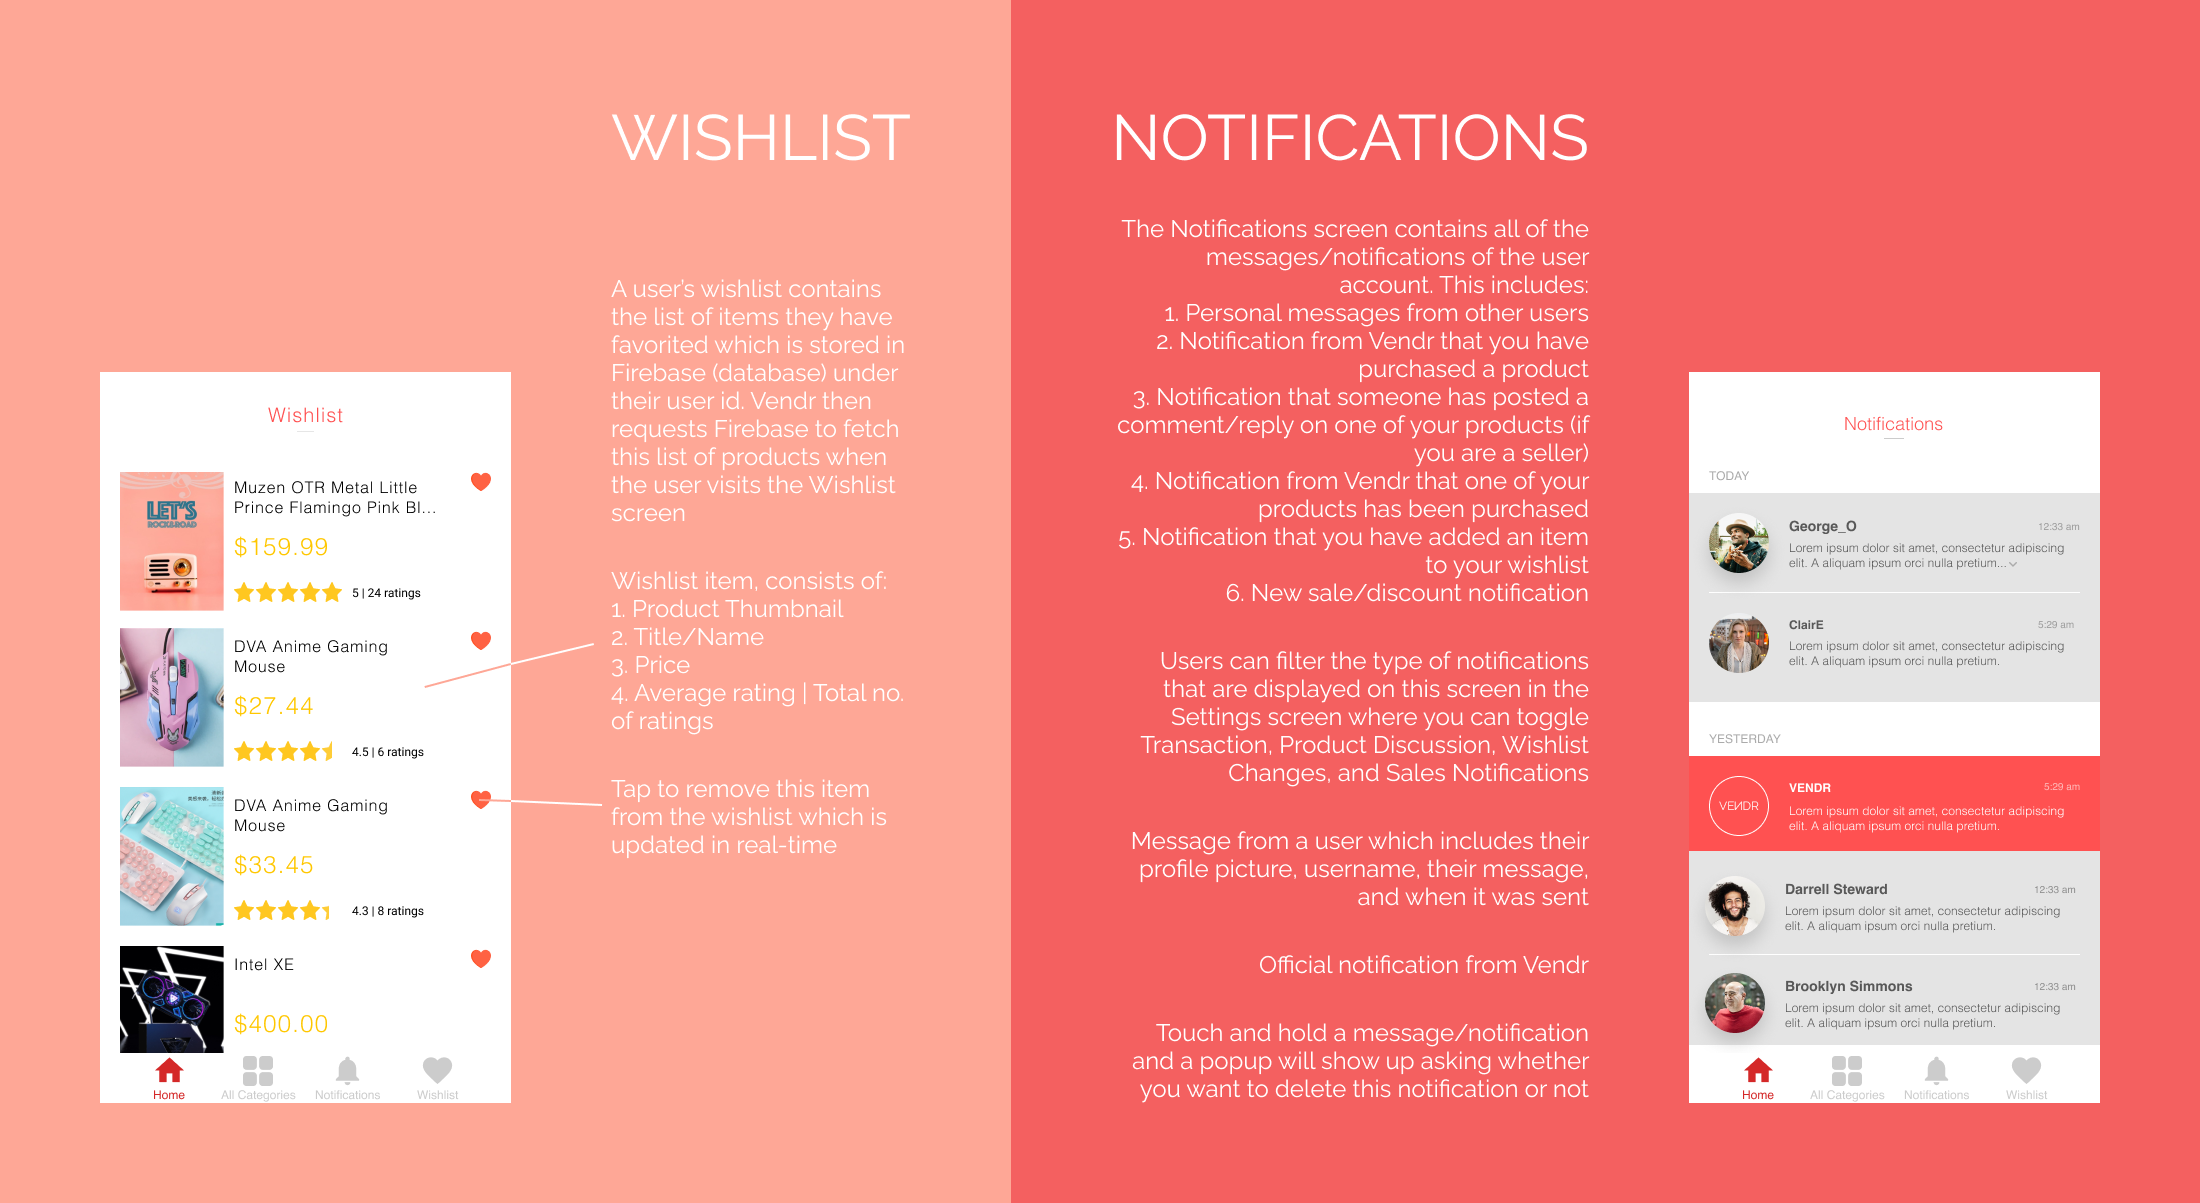 WISHLIST
A user's wishlist contains
the list of items they have
favorited which is stored in
Firebase (database) under
their user id. Vendr then
requests Firebase to fetch
this list of products when
the user visits the Wishlist
screen
Wishlist item, consists of:
1. Product Thumbnail
2. Title/Name
3. Price
4. Average rating | Total no.
of ratings
Tap to remove this item
from the wishlist which is
updated in real-time
Wishlist
LET'S
ROCK&ROAD
Muzen OTR Metal Little
Prince Flamingo Pink Bl...
$159.99
5 | 24 ratings
DVA Anime Gaming
Mouse
$27.44
4.5 | 6 ratings
DVA Anime Gaming
Mouse
$33.45
4.3 | 8 ratings
Intel XE
$400.00
Home
All Categories
Notifications
Wishlist
NOTIFICATIONS
The Notifications screen contains all of the
messages/notifications of the user
account. This includes:
1. Personal messages from other users
2. Notification from Vendr that you have
purchased a product
3. Notification that someone has posted a
comment/reply on one of your products (if
you are a seller)
4. Notification from Vendr that one of your
products has been purchased
5. Notification that you have added an item
to your wishlist
6. New sale/discount notification
Users can filter the type of notifications
that are displayed on this screen in the
Settings screen where you can toggle
Transaction, Product Discussion, Wishlist
Changes, and Sales Notifications
Message from a user which includes their
profile picture, username, their message,
and when it was sent
Official notification from Vendr
Touch and hold a message/notification
and a popup will show up asking whether
you want to delete this notification or not
Notifications
TODAY
George_O
12:33 am
Lorem ipsum dolor sit amet, consectetur adipiscing
elit. A aliquam ipsum orci nulla pretium...
ClairE
5:29 am
Lorem ipsum dolor sit amet, consectetur adipiscing
elit. A aliquam ipsum orci nulla pretium.
YESTERDAY
VENDR
VENDR
5:29 am
Lorem ipsum dolor sit amet, consectetur adipiscing
elit. A aliquam ipsum orci nulla pretium.
Darrell Steward
12:33 am
Lorem ipsum dolor sit amet, consectetur adipiscing
elit. A aliquam ipsum orci nulla pretium.
Brooklyn Simmons
12:33 am
Lorem ipsum dolor sit amet, consectetur adipiscing
elit. A aliquam ipsum orci nulla pretium.
Home
All Categories
Notifications
Wishlist